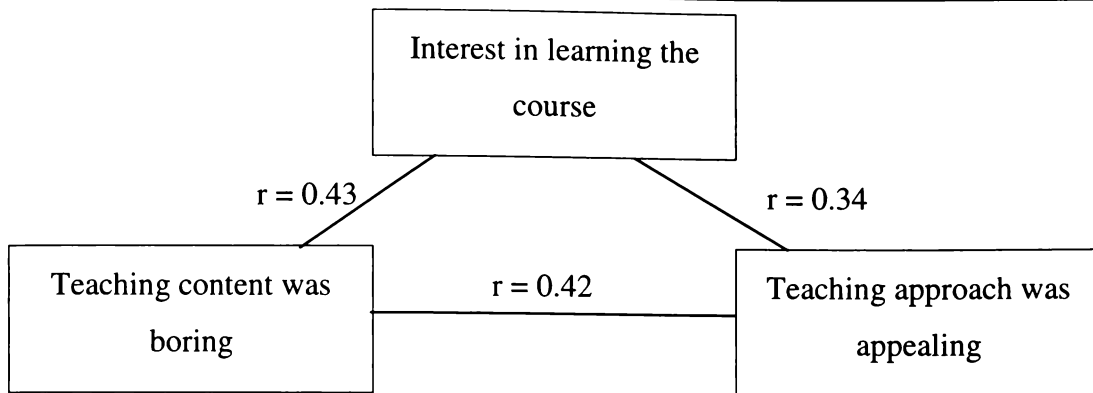 Interest in learning the
course
r = 0.43
r = 0.34
Teaching content was
boring
r = 0.42
Teaching approach was
appealing